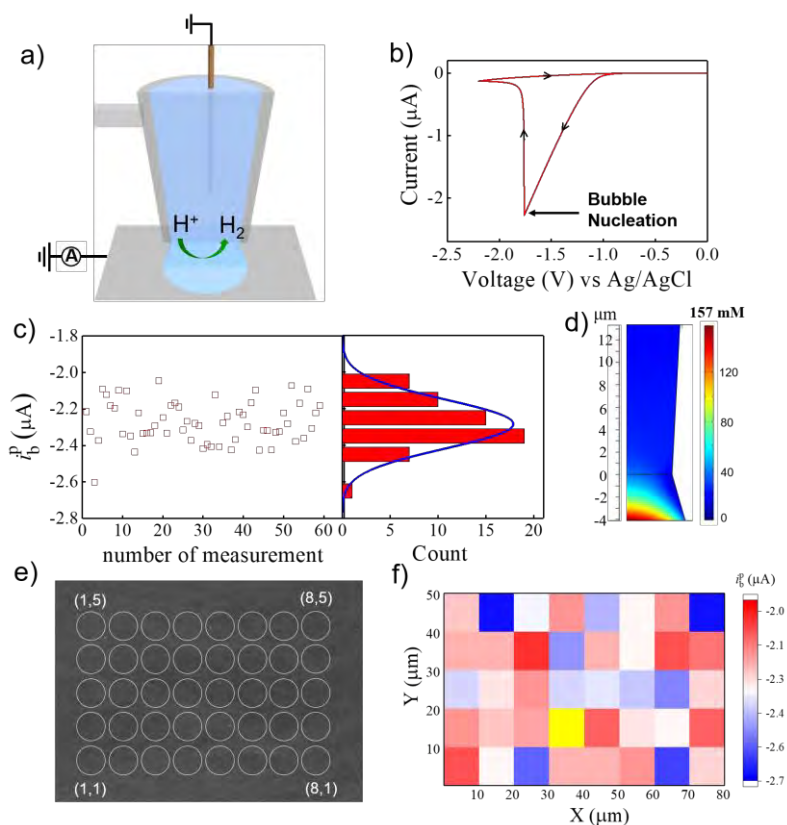 a)
H⁺ H₂
A
b)
Current (μA)
0
-1
-2
Bubble
Nucleation
-2.5 -2.0 -1.5 -1.0 -0.5 0.0
Voltage (V) vs Ag/AgCl
c)
i_b^p (μA)
-1.8
-2.0
-2.2
-2.4
-2.6
-2.8
0 10 20 30 40 50 60
number of measurement
0 5 10 15 20
Count
d)
μm
157 mM
12
10
8
6
4
2
0
-2
-4
120
80
40
0
e)
(1,5) (8,5)
(1,1) (8,1)
f)
i_b^p (μA)
Y (μm)
50
40
30
20
10
10 20 30 40 50 60 70 80
X (μm)
-2.0
-2.1
-2.3
-2.4
-2.6
-2.7